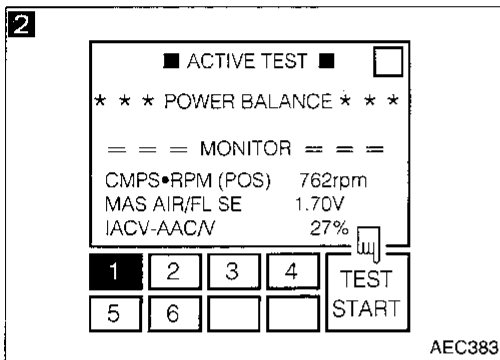 2
■ ACTIVE TEST ■
* * * POWER BALANCE * * *
= = = MONITOR = = =
CMPS•RPM (POS) 762rpm
MAS AIR/FL SE 1.70V
IACV-AAC/V 27%
1 2 3 4 TEST
5 6 START
AEC383